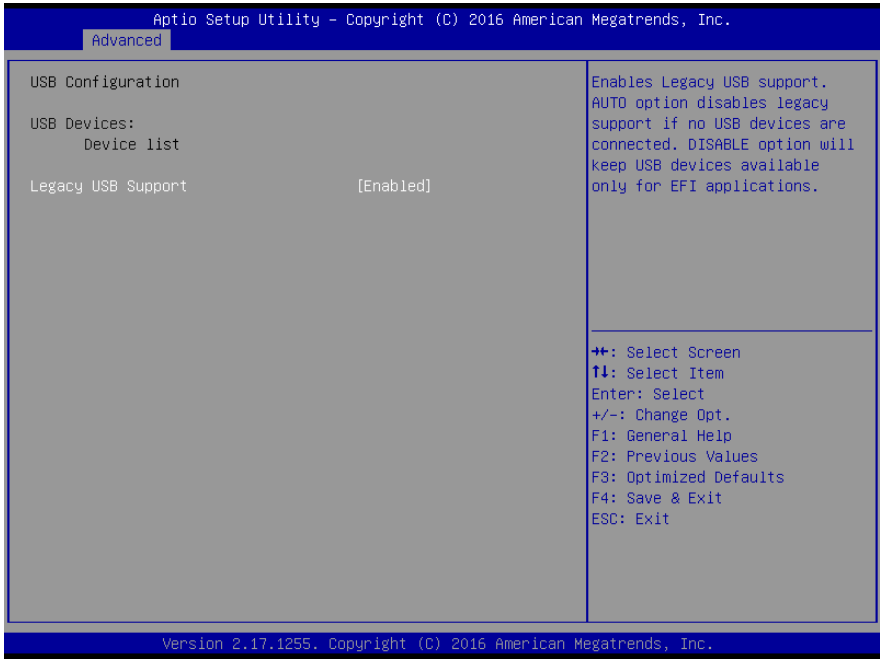 Aptio Setup Utility – Copyright (C) 2016 American Megatrends, Inc.
Advanced
USB Configuration
USB Devices:
Device list
Legacy USB Support [Enabled]
Enables Legacy USB support.
AUTO option disables legacy
support if no USB devices are
connected. DISABLE option will
keep USB devices available
only for EFI applications.
→←: Select Screen
↑↓: Select Item
Enter: Select
+/-: Change Opt.
F1: General Help
F2: Previous Values
F3: Optimized Defaults
F4: Save & Exit
ESC: Exit
Version 2.17.1255. Copyright (C) 2016 American Megatrends, Inc.